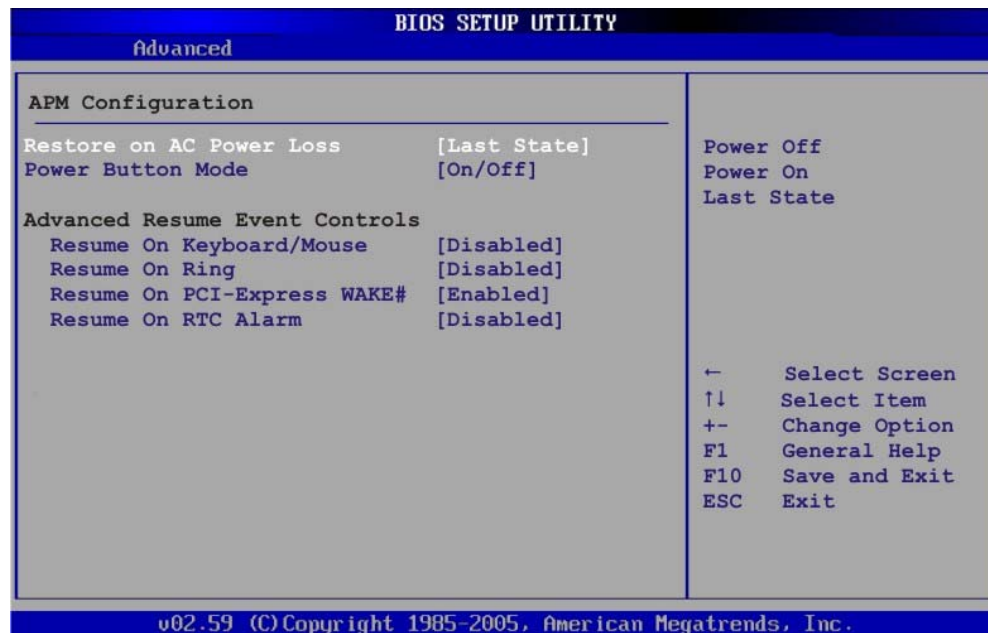 BIOS SETUP UTILITY
Advanced
APM Configuration
Restore on AC Power Loss [Last State]
Power Button Mode [On/Off]
Advanced Resume Event Controls
Resume On Keyboard/Mouse [Disabled]
Resume On Ring [Disabled]
Resume On PCI-Express WAKE# [Enabled]
Resume On RTC Alarm [Disabled]
Power Off
Power On
Last State
← Select Screen
↑↓ Select Item
+- Change Option
F1 General Help
F10 Save and Exit
ESC Exit
v02.59 (C)Copyright 1985-2005, American Megatrends, Inc.